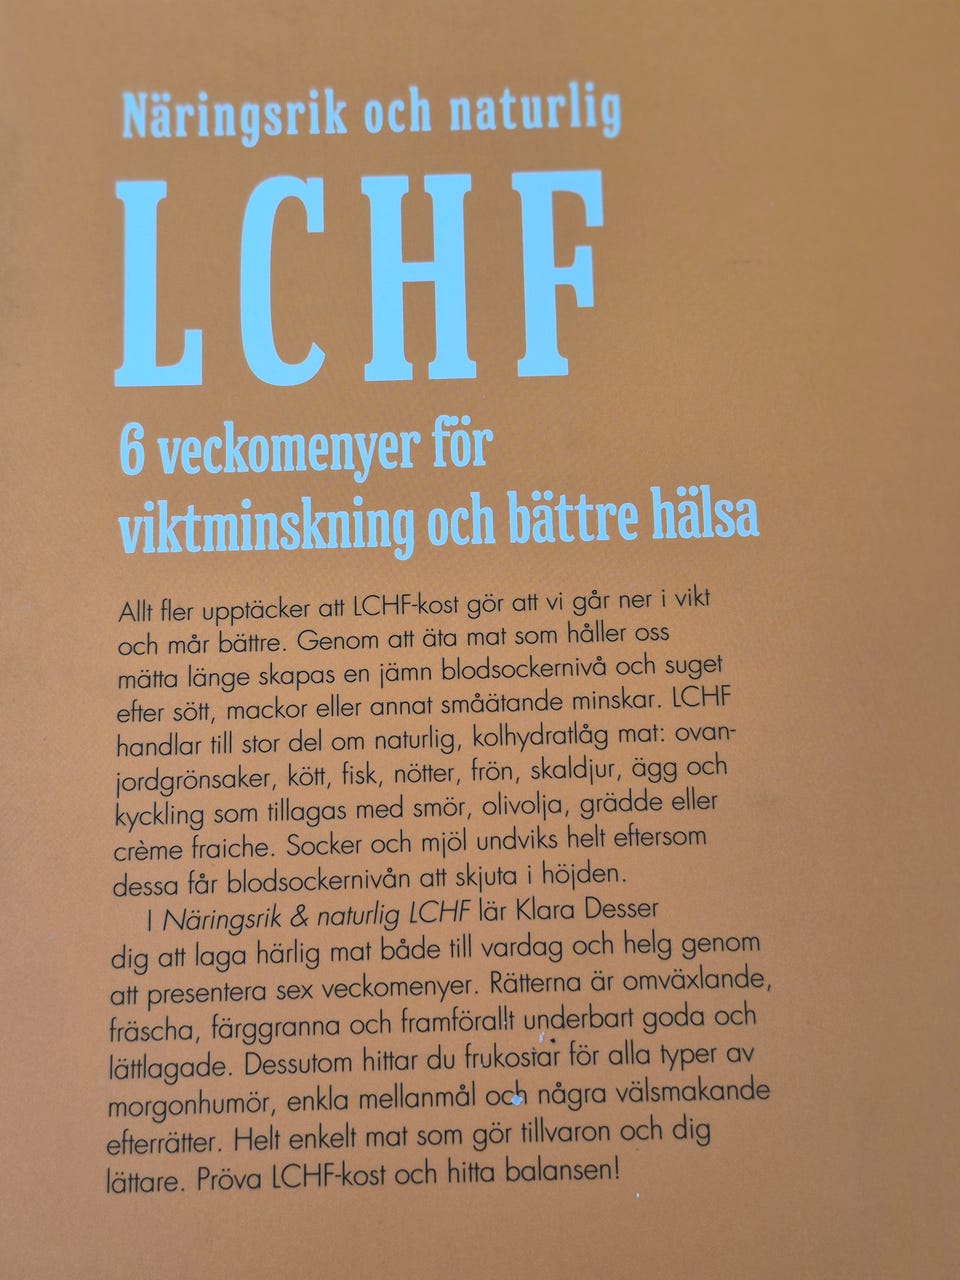 Näringsrik och naturlig
LCHF
6 veckomenyer för
viktminskning och bättre hälsa
Allt fler upptäcker att LCHF-kost gör att vi går ner i vikt
och mår bättre. Genom att äta mat som håller oss
mätta länge skapas en jämn blodsockernivå och suget
efter sött, mackor eller annat småätande minskar. LCHF
handlar till stor del om naturlig, kolhydratlåg mat: ovan-
jordgrönsaker, kött, fisk, nötter, frön, skaldjur, ägg och
kyckling som tillagas med smör, olivolja, grädde eller
crème fraiche. Socker och mjöl undviks helt eftersom
dessa får blodsockernivån att skjuta i höjden.
I Näringsrik & naturlig LCHF lär Klara Desser
dig att laga härlig mat både till vardag och helg genom
att presentera sex veckomenyer. Rätterna är omväxlande,
fräscha, färggranna och framförallt underbart goda och
lättlagade. Dessutom hittar du frukostar för alla typer av
morgonhumör, enkla mellanmål och några välsmakande
efterrätter. Helt enkelt mat som gör tillvaron och dig
lättare. Pröva LCHF-kost och hitta balansen!